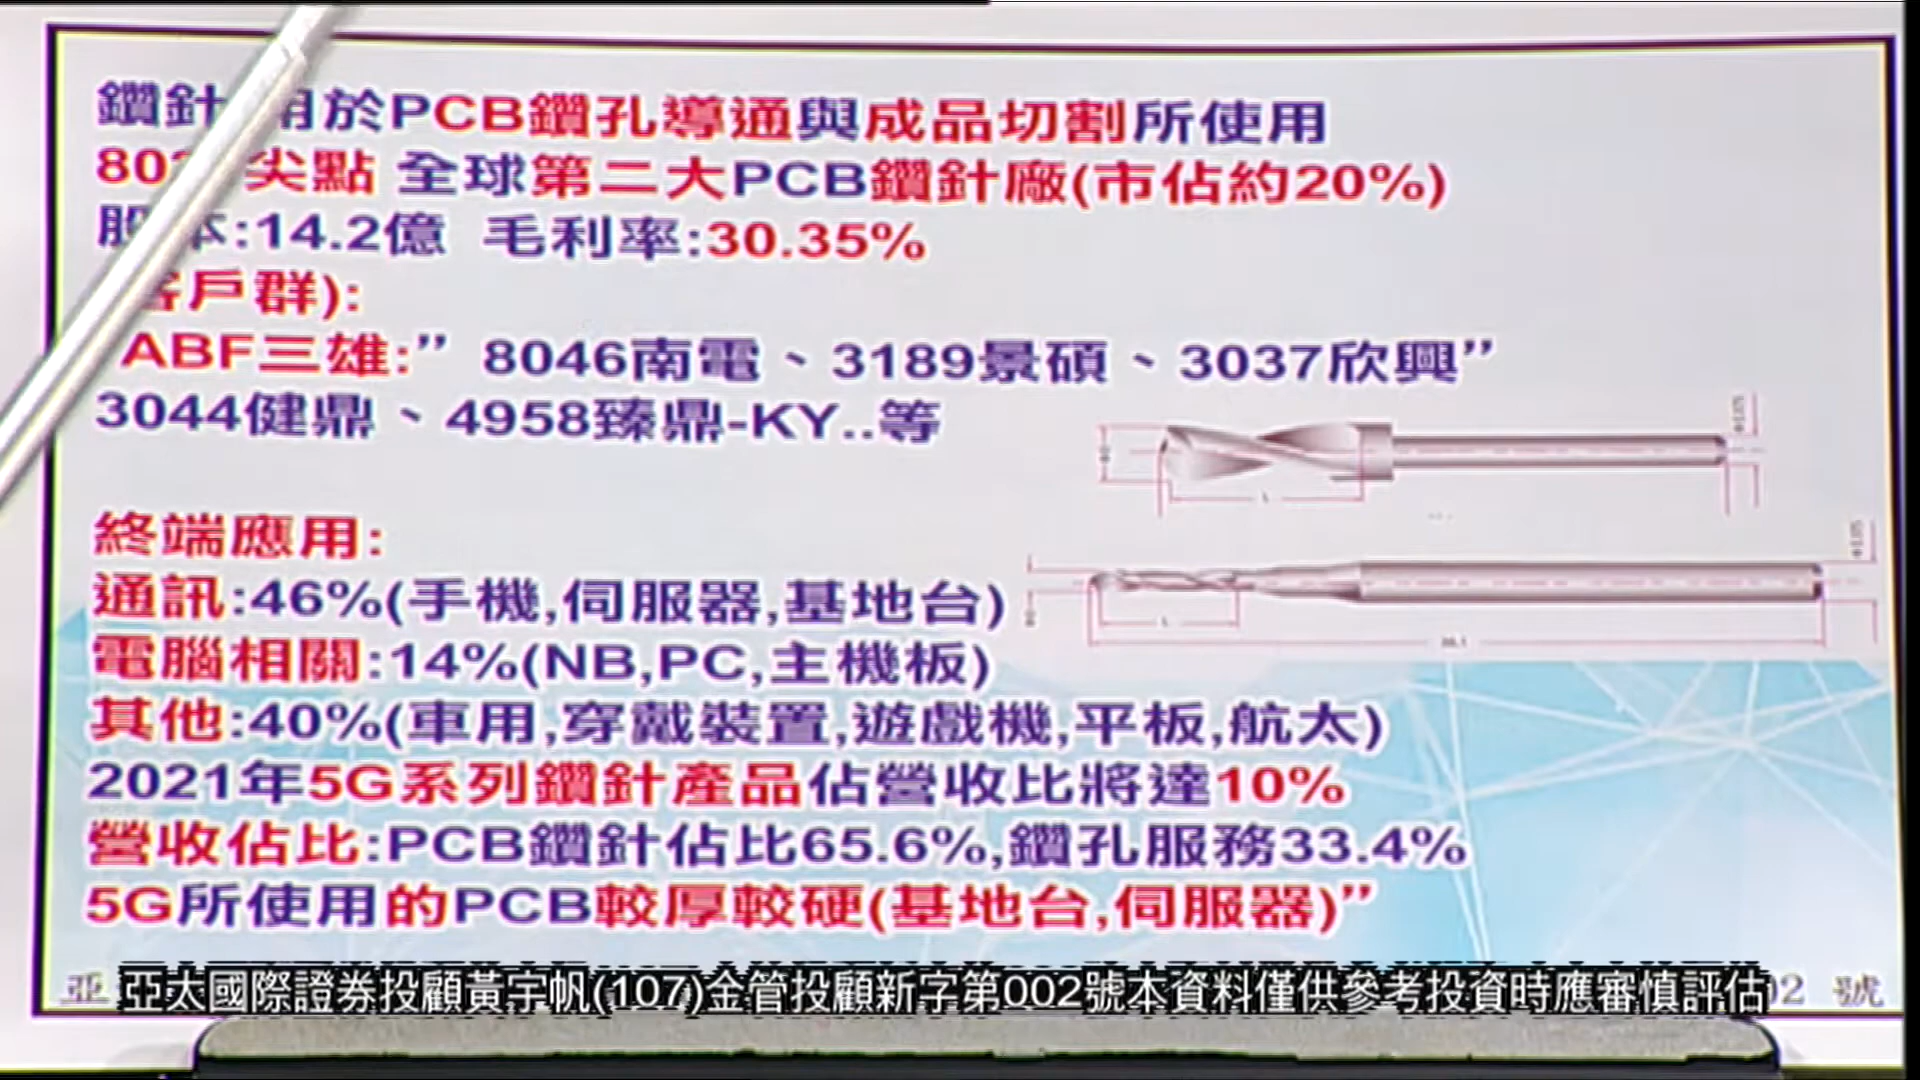 鑽針 用於PCB鑽孔導通與成品切割所使用
80 尖點 全球第二大PCB鑽針廠(市佔約20%)
股本:14.2億 毛利率:30.35%
客戶群):
ABF三雄:” 8046南電、3189景碩、3037欣興”
3044健鼎、4958臻鼎-KY..等
終端應用:
通訊:46%(手機,伺服器,基地台)
電腦相關:14%(NB,PC,主機板)
其他:40%(車用,穿戴裝置,遊戲機,平板,航太)
2021年5G系列鑽針產品佔營收比將達10%
營收佔比:PCB鑽針佔比65.6%,鑽孔服務33.4%
5G所使用的PCB較厚較硬(基地台,伺服器)”
L
L
38.1
亞 02 號
亞太國際證券投顧黃宇帆(107)金管投顧新字第002號本資料僅供參考投資時應審慎評估